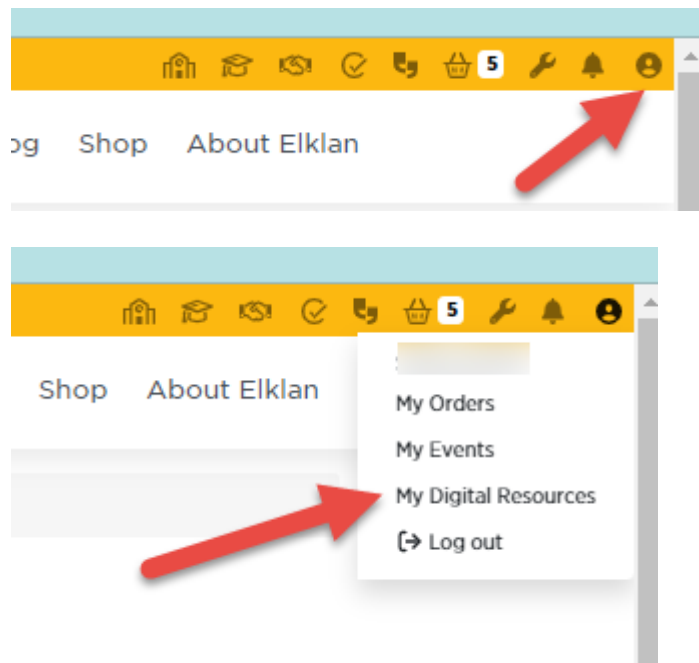 5
og Shop About Elklan
5
Shop About Elklan
My Orders
My Events
My Digital Resources
Log out